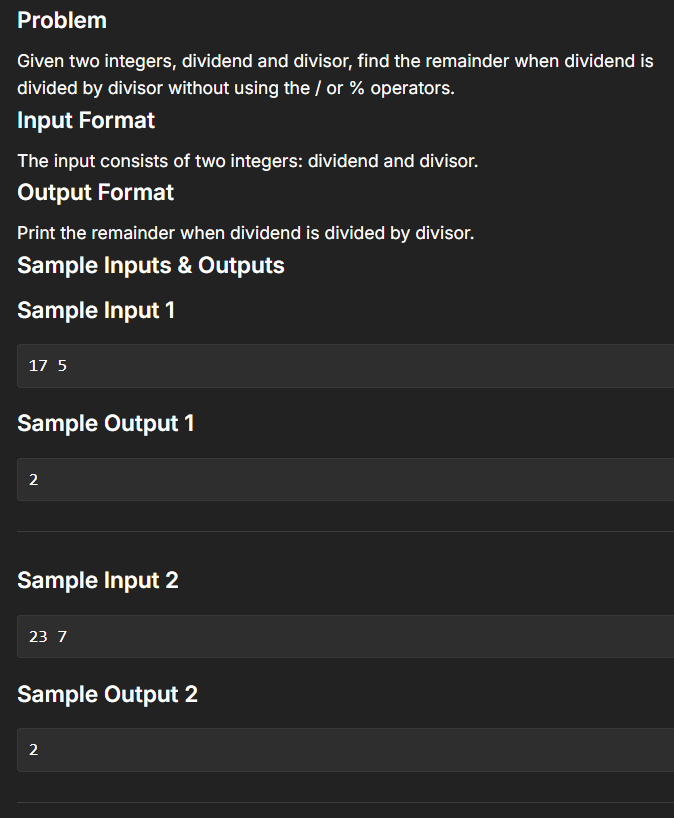 Problem
Given two integers, dividend and divisor, find the remainder when dividend is
divided by divisor without using the / or % operators.
Input Format
The input consists of two integers: dividend and divisor.
Output Format
Print the remainder when dividend is divided by divisor.
Sample Inputs & Outputs
Sample Input 1
17 5
Sample Output 1
2
Sample Input 2
23 7
Sample Output 2
2